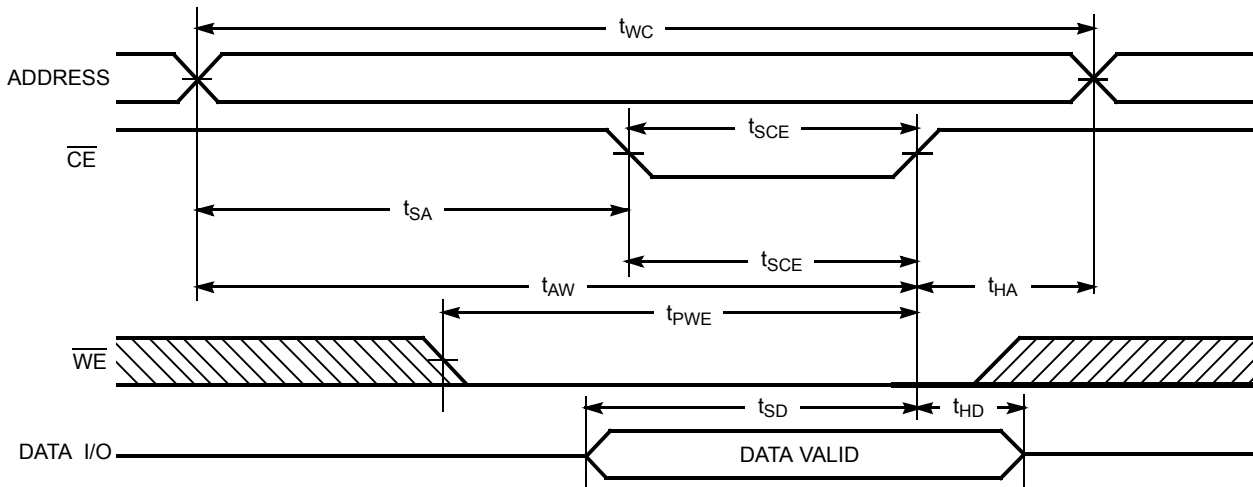 tWC
ADDRESS
tSCE
CE
tSA
tSCE
tAW
tHA
tPWE
WE
tSD
tHD
DATA I/O
DATA VALID